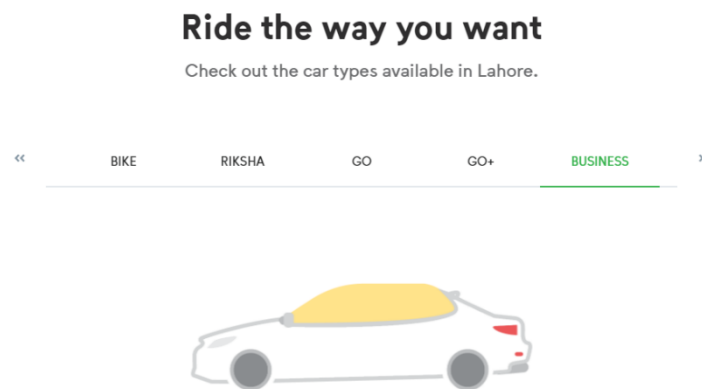 Ride the way you want
Check out the car types available in Lahore.
« BIKE RIKSHA GO GO+ BUSINESS